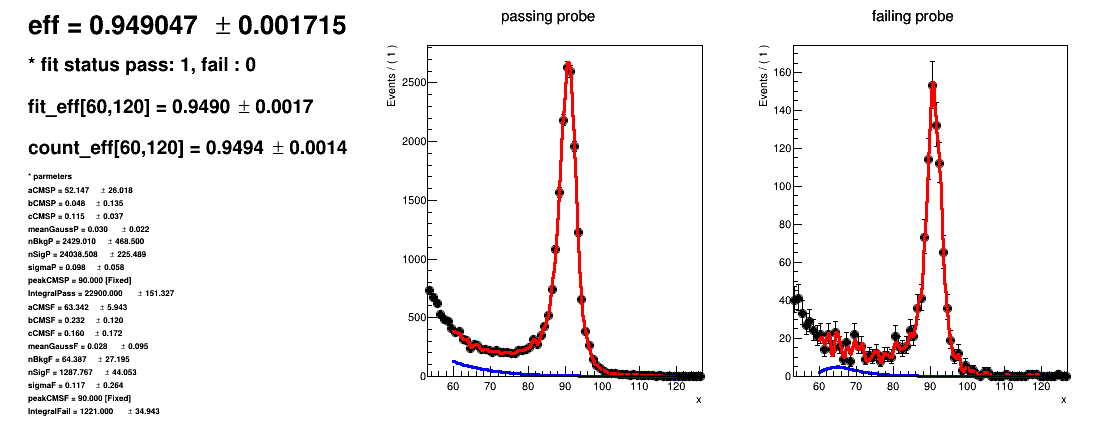 eff = 0.949047 ± 0.001715
* fit status pass: 1, fail : 0
fit_eff[60,120] = 0.9490 ± 0.0017
count_eff[60,120] = 0.9494 ± 0.0014
* parmeters
aCMSP = 52.147 ± 26.018
bCMSP = 0.048 ± 0.135
cCMSP = 0.115 ± 0.037
meanGaussP = 0.030 ± 0.022
nBkgP = 2429.010 ± 468.500
nSigP = 24038.508 ± 225.489
sigmaP = 0.098 ± 0.058
peakCMSP = 90.000 [Fixed]
IntegralPass = 22900.000 ± 151.327
aCMSF = 63.342 ± 5.943
bCMSF = 0.232 ± 0.120
cCMSF = 0.160 ± 0.172
meanGaussF = 0.028 ± 0.095
nBkgF = 64.387 ± 27.195
nSigF = 1287.767 ± 44.053
sigmaF = 0.117 ± 0.264
peakCMSF = 90.000 [Fixed]
IntegralFail = 1221.000 ± 34.943
passing probe
Events / ( 1 )
2500
2000
1500
1000
500
0
60 70 80 90 100 110 120
x
failing probe
Events / ( 1 )
160
140
120
100
80
60
40
20
0
60 70 80 90 100 110 120
x